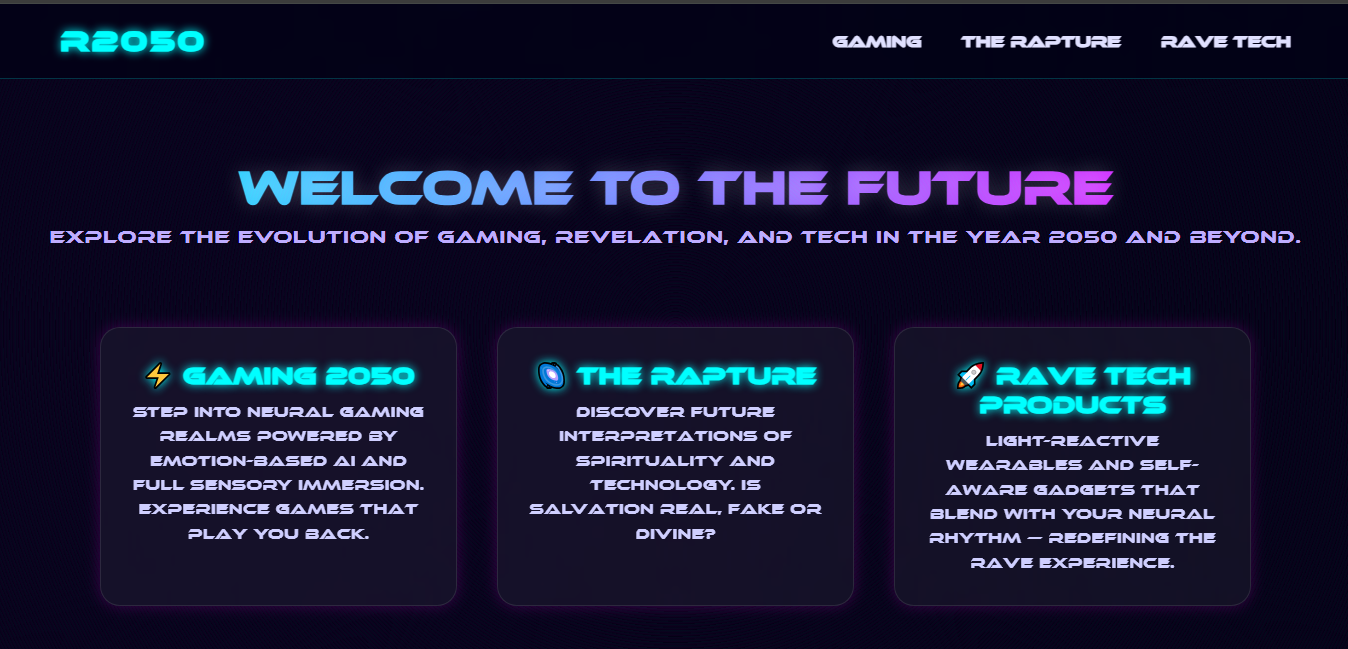 R2050
GAMING THE RAPTURE RAVE TECH
WELCOME TO THE FUTURE
EXPLORE THE EVOLUTION OF GAMING, REVELATION, AND TECH IN THE YEAR 2050 AND BEYOND.
⚡ GAMING 2050
STEP INTO NEURAL GAMING
REALMS POWERED BY
EMOTION-BASED AI AND
FULL SENSORY IMMERSION.
EXPERIENCE GAMES THAT
PLAY YOU BACK.
🌀 THE RAPTURE
DISCOVER FUTURE
INTERPRETATIONS OF
SPIRITUALITY AND
TECHNOLOGY. IS
SALVATION REAL, FAKE OR
DIVINE?
🚀 RAVE TECH
PRODUCTS
LIGHT-REACTIVE
WEARABLES AND SELF-
AWARE GADGETS THAT
BLEND WITH YOUR NEURAL
RHYTHM — REDEFINING THE
RAVE EXPERIENCE.